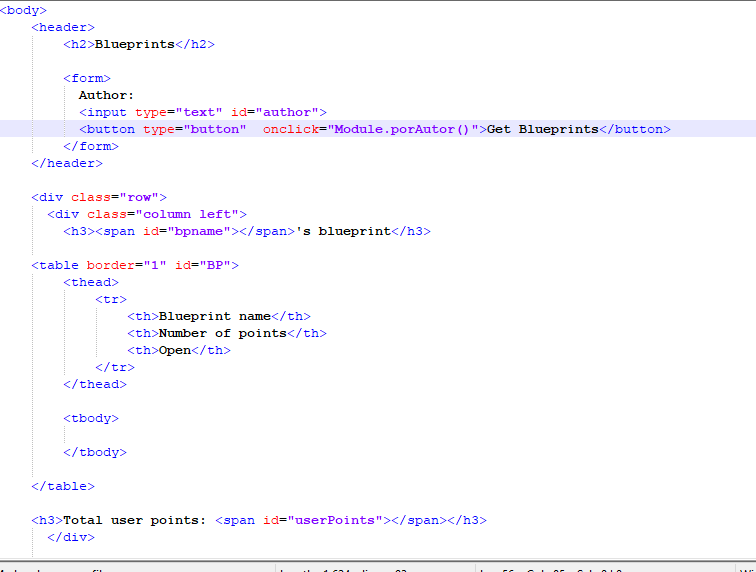 <body>
<header>
<h2>Blueprints</h2>
<form>
Author:
<input type="text" id="author">
<button type="button"  onclick="Module.porAutor()">Get Blueprints</button>
</form>
</header>
<div class="row">
<div class="column left">
<h3><span id="bpname"></span>'s blueprint</h3>
<table border="1" id="BP">
<thead>
<tr>
<th>Blueprint name</th>
<th>Number of points</th>
<th>Open</th>
</tr>
</thead>
<tbody>
</tbody>
</table>
<h3>Total user points: <span id="userPoints"></span></h3>
</div>